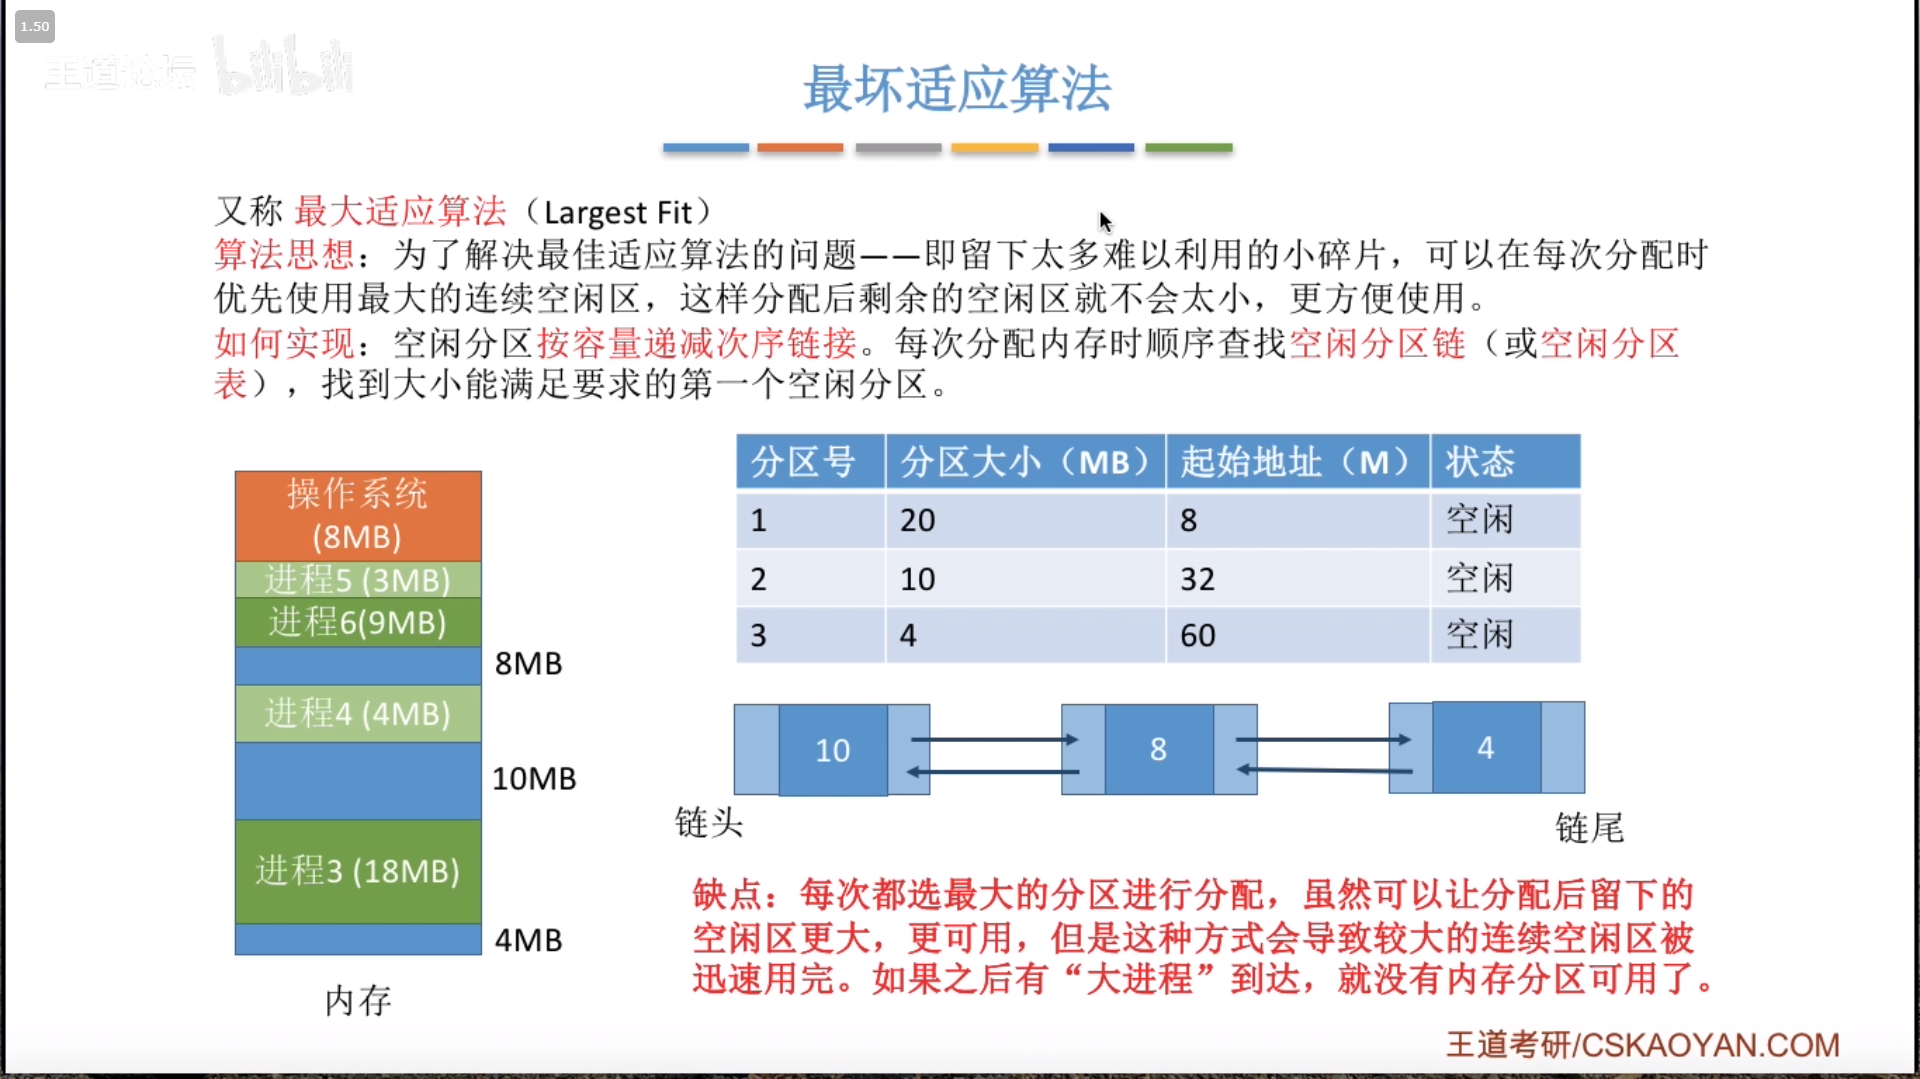 1.50
王道论坛 bilibili
最坏适应算法
又称 最大适应算法（Largest Fit）
算法思想：为了解决最佳适应算法的问题——即留下太多难以利用的小碎片，可以在每次分配时
优先使用最大的连续空闲区，这样分配后剩余的空闲区就不会太小，更方便使用。
如何实现：空闲分区按容量递减次序链接。每次分配内存时顺序查找空闲分区链（或空闲分区
表），找到大小能满足要求的第一个空闲分区。
操作系统
(8MB)
进程5 (3MB)
进程6(9MB)
8MB
进程4 (4MB)
10MB
进程3 (18MB)
4MB
内存
分区号 分区大小（MB） 起始地址（M） 状态
1 20 8 空闲
2 10 32 空闲
3 4 60 空闲
10 8 4
链头 链尾
缺点：每次都选最大的分区进行分配，虽然可以让分配后留下的
空闲区更大，更可用，但是这种方式会导致较大的连续空闲区被
迅速用完。如果之后有“大进程”到达，就没有内存分区可用了。
王道考研/CSKAOYAN.COM